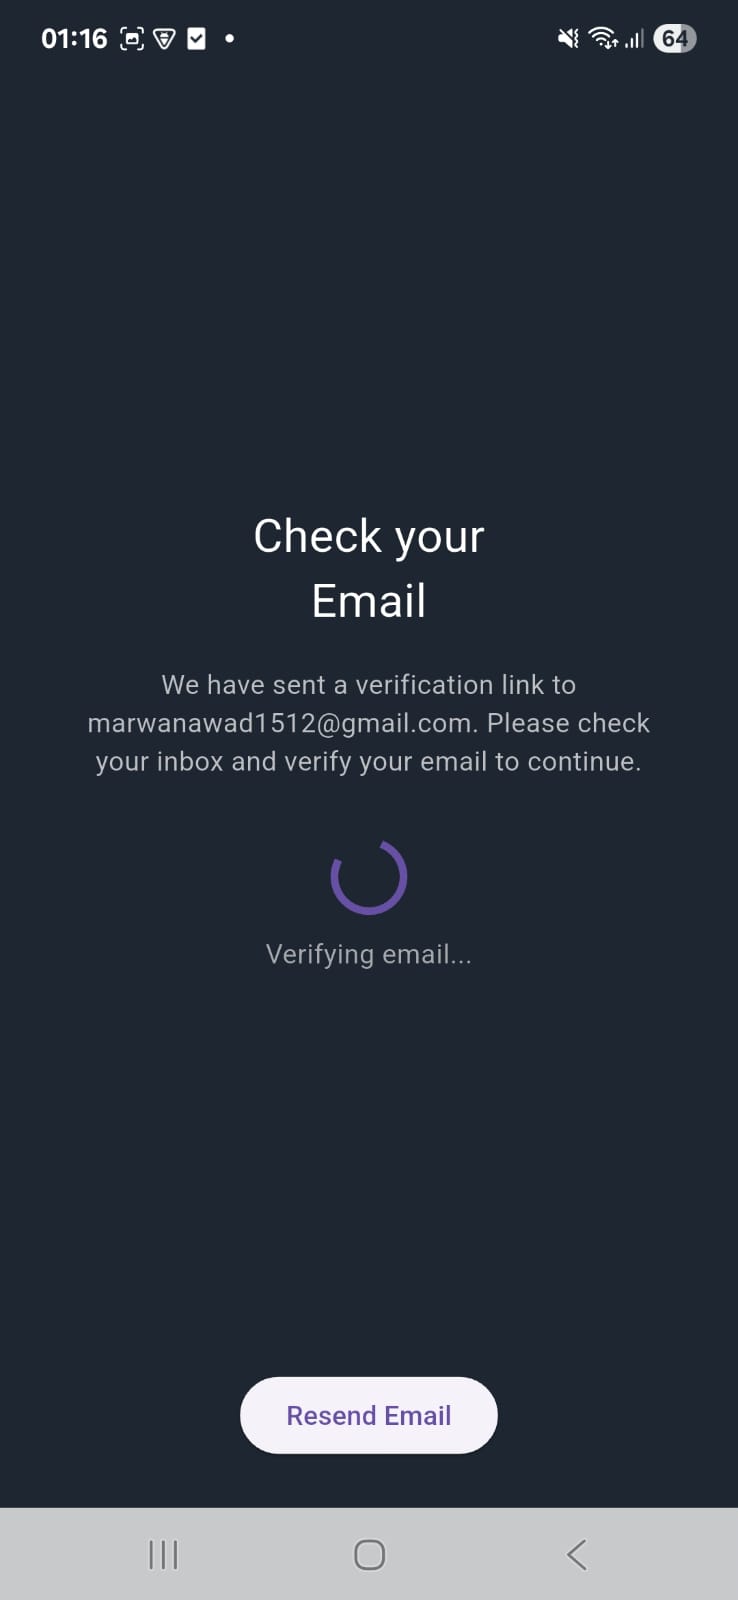 01:16
64
Check your
Email
We have sent a verification link to
marwanawad1512@gmail.com. Please check
your inbox and verify your email to continue.
Verifying email...
Resend Email